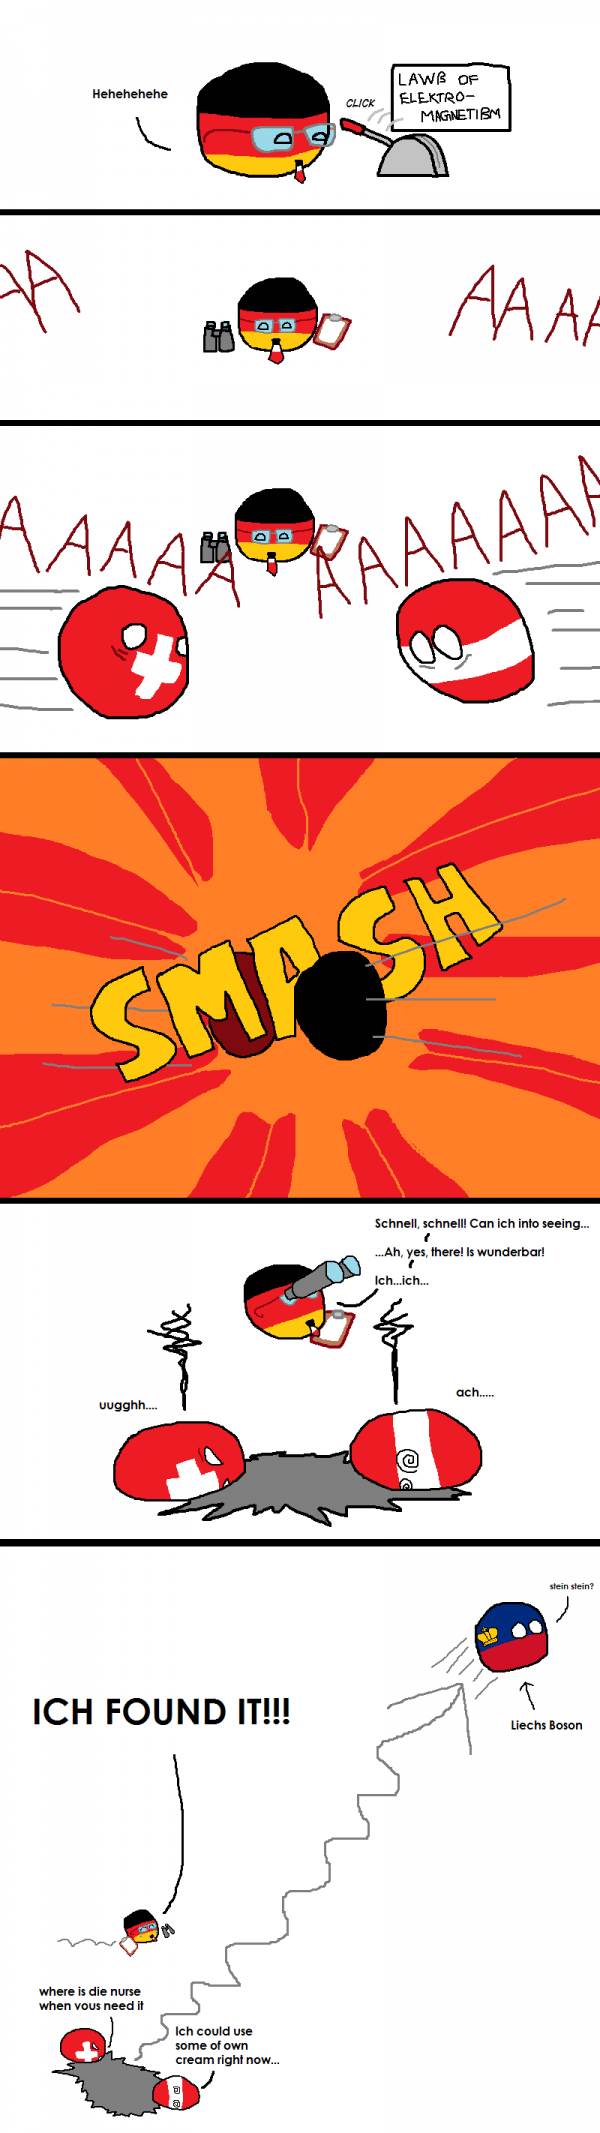 Hehehehehe
CLICK
LAWß OF
ELEKTRO-
MAGNETIßM
AA
AAAA
AAAAA
AAAAAAAAA
SMASH
Schnell, schnell! Can ich into seeing...
...Ah, yes, there! Is wunderbar!
Ich...ich...
uugghh....
ach.....
stein stein?
ICH FOUND IT!!!
Liechs Boson
where is die nurse
when vous need it
Ich could use
some of own
cream right now...